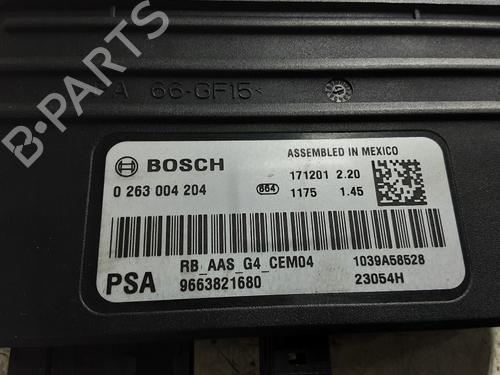 B-PARTS
A 66-GF15<
BOSCH
ASSEMBLED IN MEXICO
0 263 004 204
664
171201 2.20
1175 1.45
PSA
RB_AAS_G4_CEM04
1039A58528
9663821680
23054H